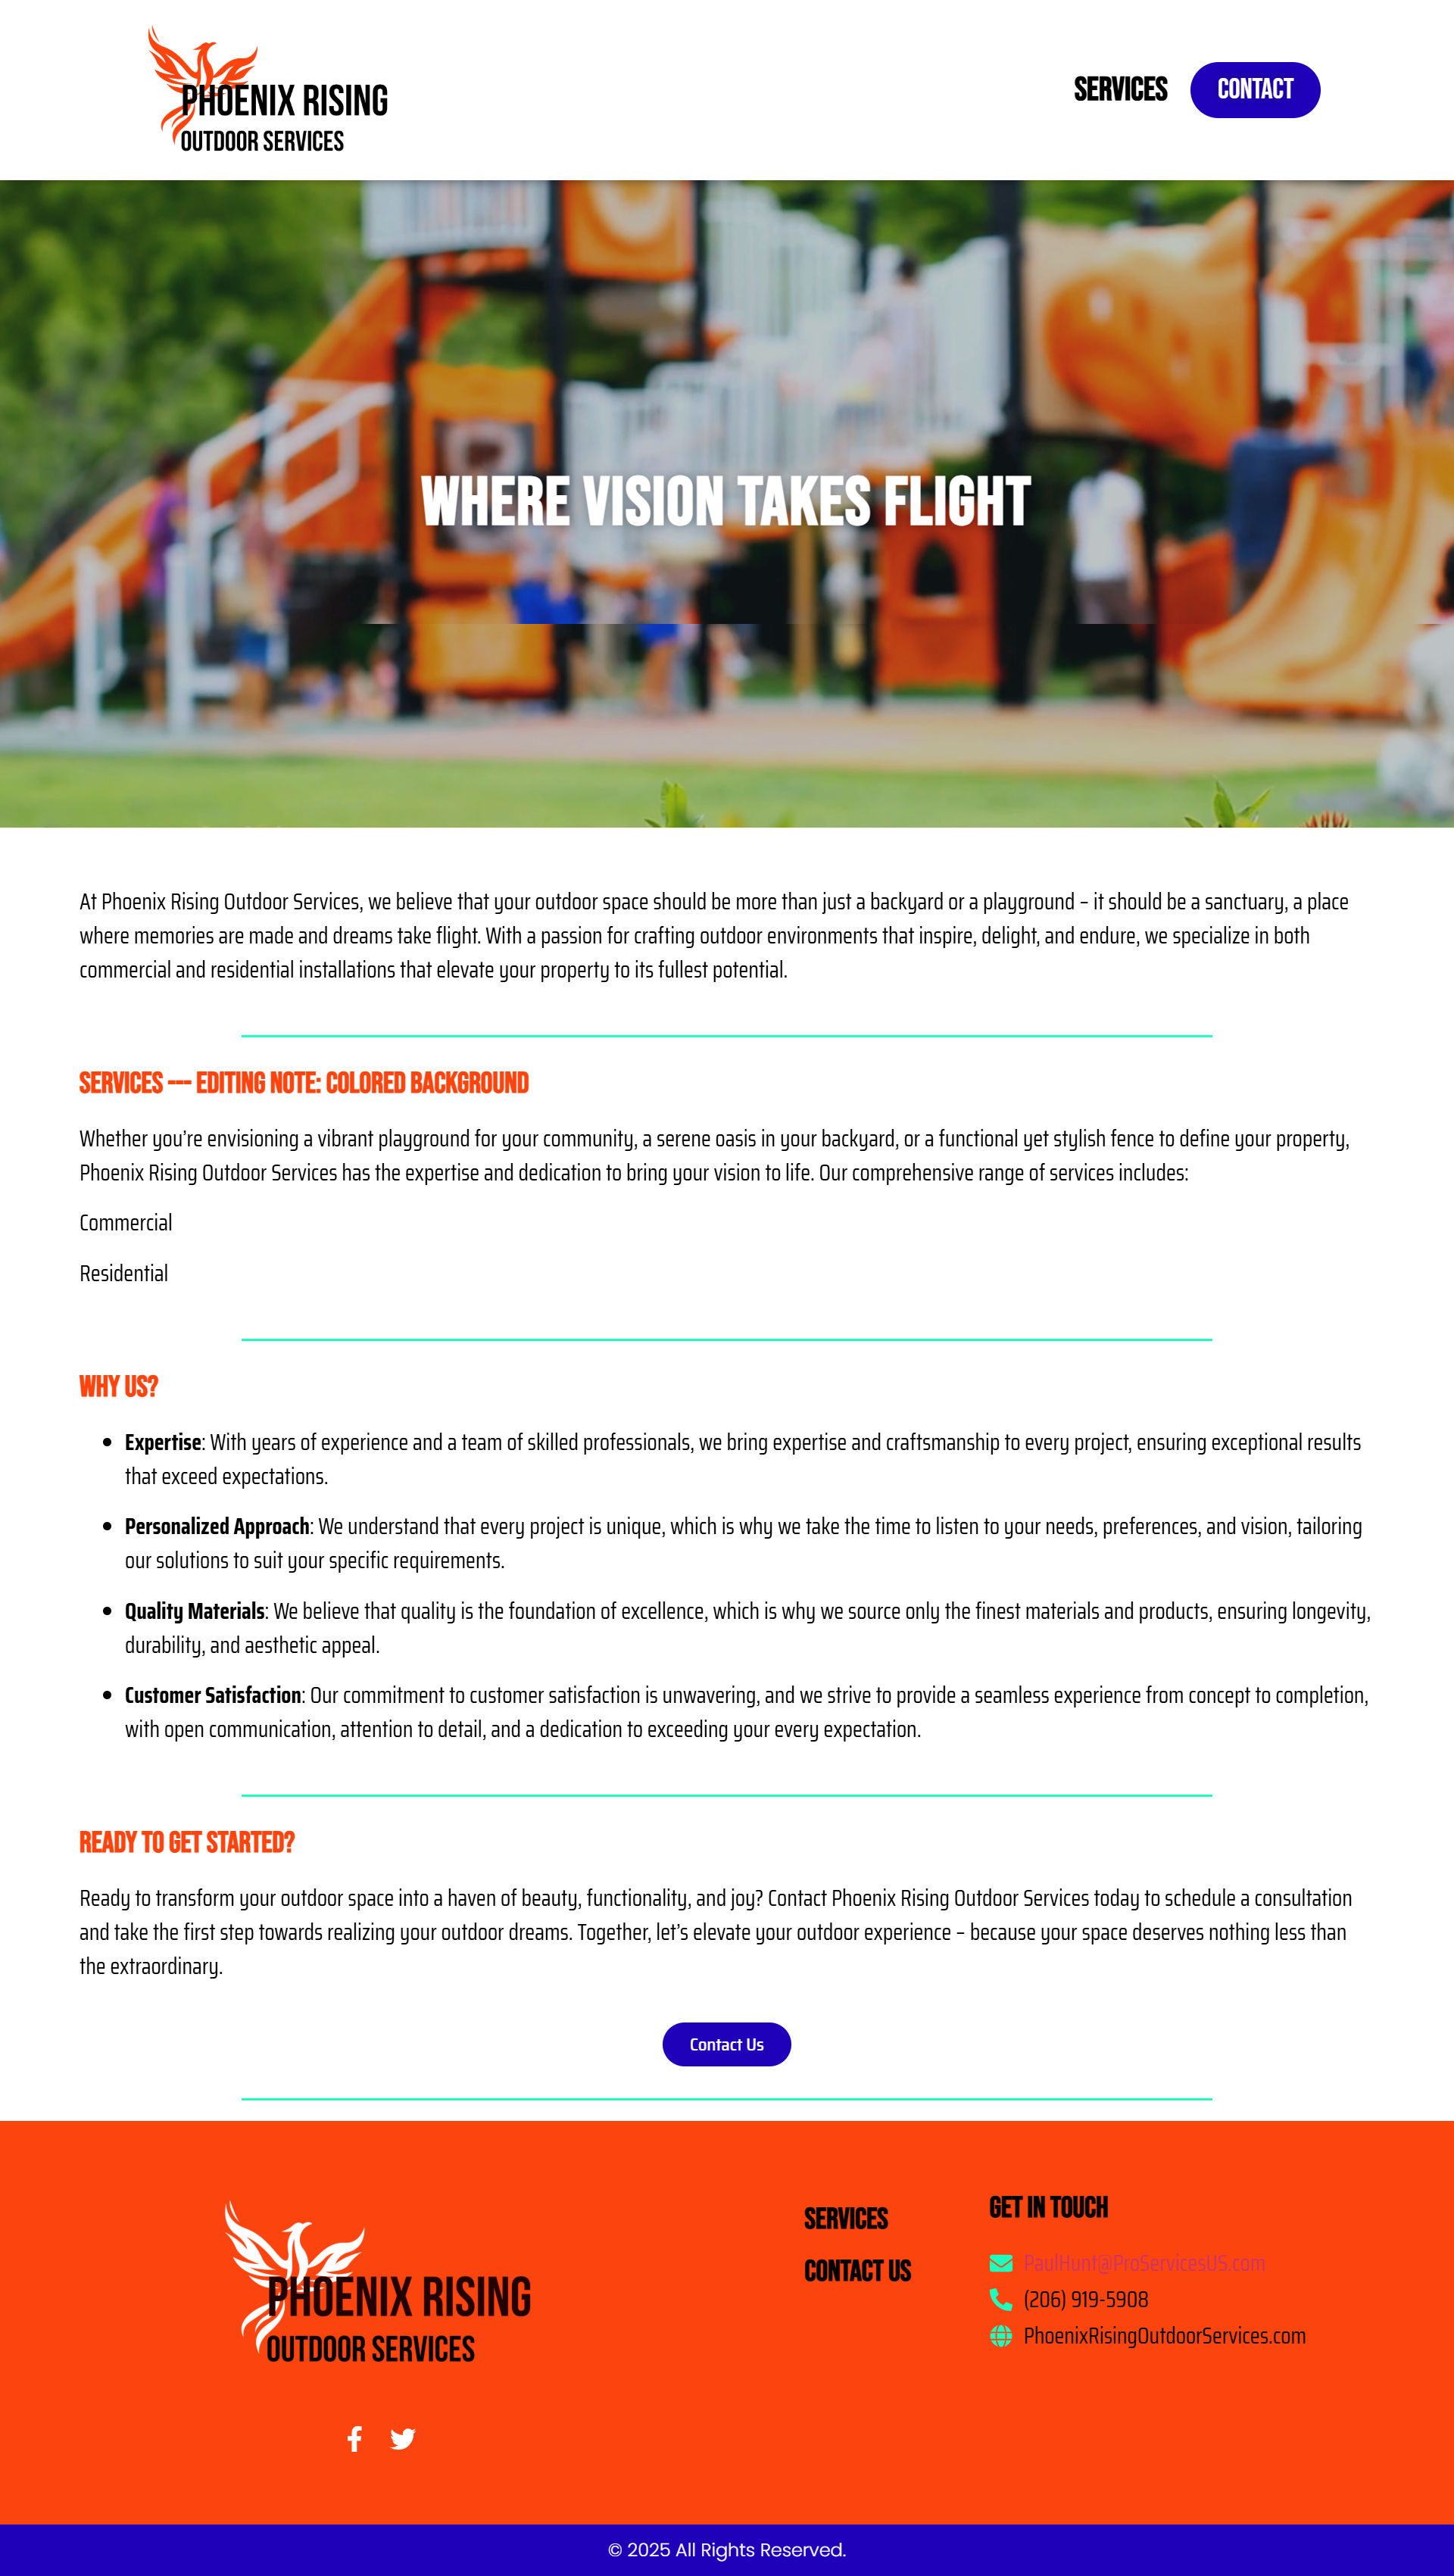 PHOENIX RISING
OUTDOOR SERVICES
SERVICES
CONTACT
WHERE VISION TAKES FLIGHT
At Phoenix Rising Outdoor Services, we believe that your outdoor space should be more than just a backyard or a playground – it should be a sanctuary, a place
where memories are made and dreams take flight. With a passion for crafting outdoor environments that inspire, delight, and endure, we specialize in both
commercial and residential installations that elevate your property to its fullest potential.
SERVICES --- EDITING NOTE: COLORED BACKGROUND
Whether you’re envisioning a vibrant playground for your community, a serene oasis in your backyard, or a functional yet stylish fence to define your property,
Phoenix Rising Outdoor Services has the expertise and dedication to bring your vision to life. Our comprehensive range of services includes:
Commercial
Residential
WHY US?
• Expertise: With years of experience and a team of skilled professionals, we bring expertise and craftsmanship to every project, ensuring exceptional results
that exceed expectations.
• Personalized Approach: We understand that every project is unique, which is why we take the time to listen to your needs, preferences, and vision, tailoring
our solutions to suit your specific requirements.
• Quality Materials: We believe that quality is the foundation of excellence, which is why we source only the finest materials and products, ensuring longevity,
durability, and aesthetic appeal.
• Customer Satisfaction: Our commitment to customer satisfaction is unwavering, and we strive to provide a seamless experience from concept to completion,
with open communication, attention to detail, and a dedication to exceeding your every expectation.
READY TO GET STARTED?
Ready to transform your outdoor space into a haven of beauty, functionality, and joy? Contact Phoenix Rising Outdoor Services today to schedule a consultation
and take the first step towards realizing your outdoor dreams. Together, let’s elevate your outdoor experience – because your space deserves nothing less than
the extraordinary.
Contact Us
PHOENIX RISING
OUTDOOR SERVICES
SERVICES
CONTACT US
GET IN TOUCH
PaulHunt@ProServicesUS.com
(206) 919-5908
PhoenixRisingOutdoorServices.com
© 2025 All Rights Reserved.